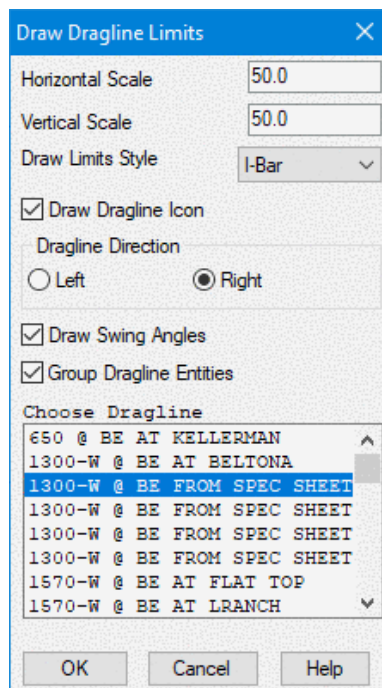 Draw Dragline Limits
Horizontal Scale 50.0
Vertical Scale 50.0
Draw Limits Style I-Bar
Draw Dragline Icon
Dragline Direction
Left Right
Draw Swing Angles
Group Dragline Entities
Choose Dragline
650 @ BE AT KELLERMAN
1300-W @ BE AT BELTONA
1300-W @ BE FROM SPEC SHEET
1300-W @ BE FROM SPEC SHEET
1300-W @ BE FROM SPEC SHEET
1300-W @ BE FROM SPEC SHEET
1570-W @ BE AT FLAT TOP
1570-W @ BE AT LRANCH
OK Cancel Help